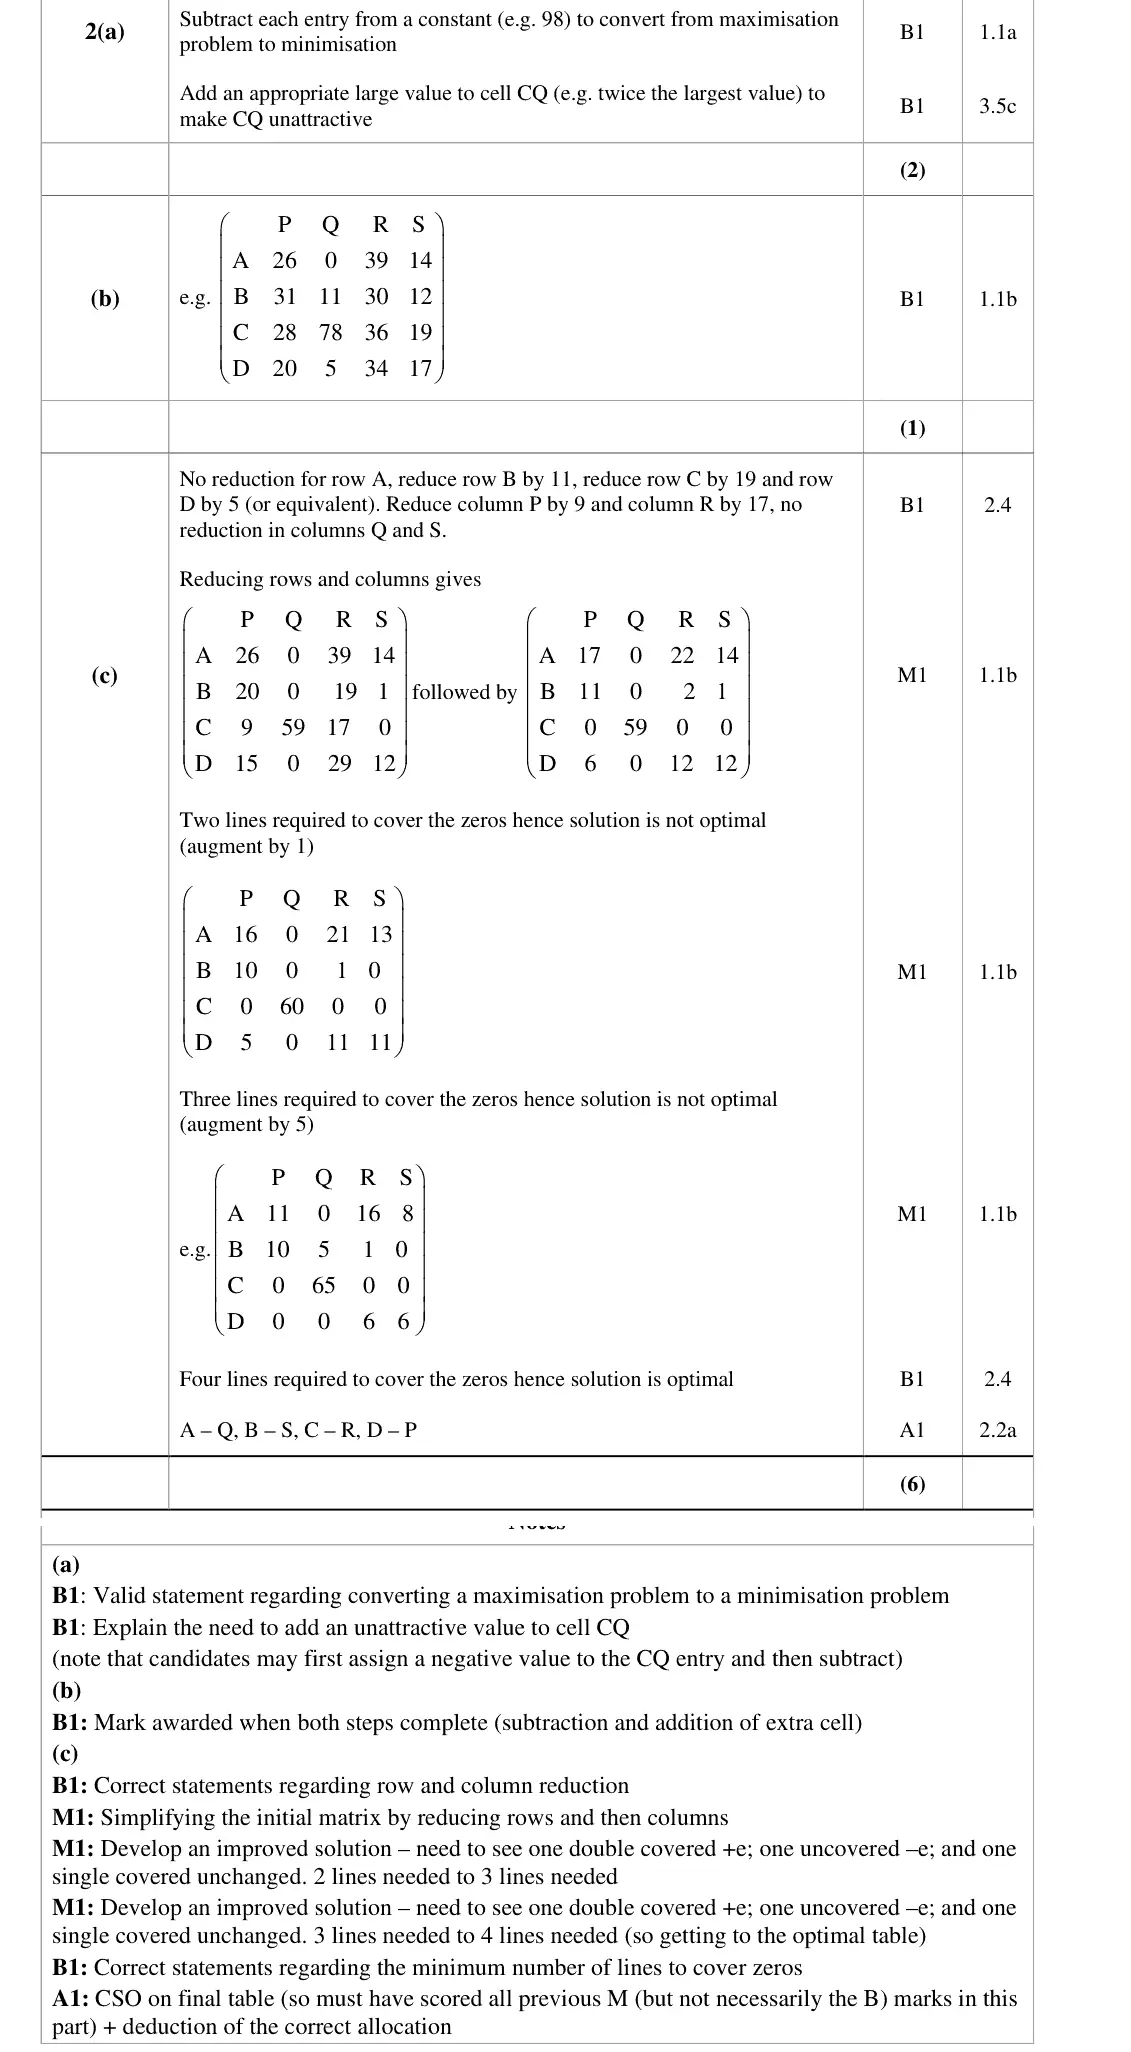 2(a)
Subtract each entry from a constant (e.g. 98) to convert from maximisation
problem to minimisation
B1
1.1a
Add an appropriate large value to cell CQ (e.g. twice the largest value) to
make CQ unattractive
B1
3.5c
(2)
(b)
e.g.
P Q R S
A 26 0 39 14
B 31 11 30 12
C 28 78 36 19
D 20 5 34 17
B1
1.1b
(1)
(c)
No reduction for row A, reduce row B by 11, reduce row C by 19 and row
D by 5 (or equivalent). Reduce column P by 9 and column R by 17, no
reduction in columns Q and S.
B1
2.4
Reducing rows and columns gives
P Q R S
A 26 0 39 14
B 20 0 19 1
C 9 59 17 0
D 15 0 29 12
followed by
P Q R S
A 17 0 22 14
B 11 0 2 1
C 0 59 0 0
D 6 0 12 12
M1
1.1b
Two lines required to cover the zeros hence solution is not optimal
(augment by 1)
P Q R S
A 16 0 21 13
B 10 0 1 0
C 0 60 0 0
D 5 0 11 11
M1
1.1b
Three lines required to cover the zeros hence solution is not optimal
(augment by 5)
e.g.
P Q R S
A 11 0 16 8
B 10 5 1 0
C 0 65 0 0
D 0 0 6 6
M1
1.1b
Four lines required to cover the zeros hence solution is optimal
B1
2.4
A – Q, B – S, C – R, D – P
A1
2.2a
(6)
Notes
(a)
B1: Valid statement regarding converting a maximisation problem to a minimisation problem
B1: Explain the need to add an unattractive value to cell CQ
(note that candidates may first assign a negative value to the CQ entry and then subtract)
(b)
B1: Mark awarded when both steps complete (subtraction and addition of extra cell)
(c)
B1: Correct statements regarding row and column reduction
M1: Simplifying the initial matrix by reducing rows and then columns
M1: Develop an improved solution – need to see one double covered +e; one uncovered –e; and one
single covered unchanged. 2 lines needed to 3 lines needed
M1: Develop an improved solution – need to see one double covered +e; one uncovered –e; and one
single covered unchanged. 3 lines needed to 4 lines needed (so getting to the optimal table)
B1: Correct statements regarding the minimum number of lines to cover zeros
A1: CSO on final table (so must have scored all previous M (but not necessarily the B) marks in this
part) + deduction of the correct allocation